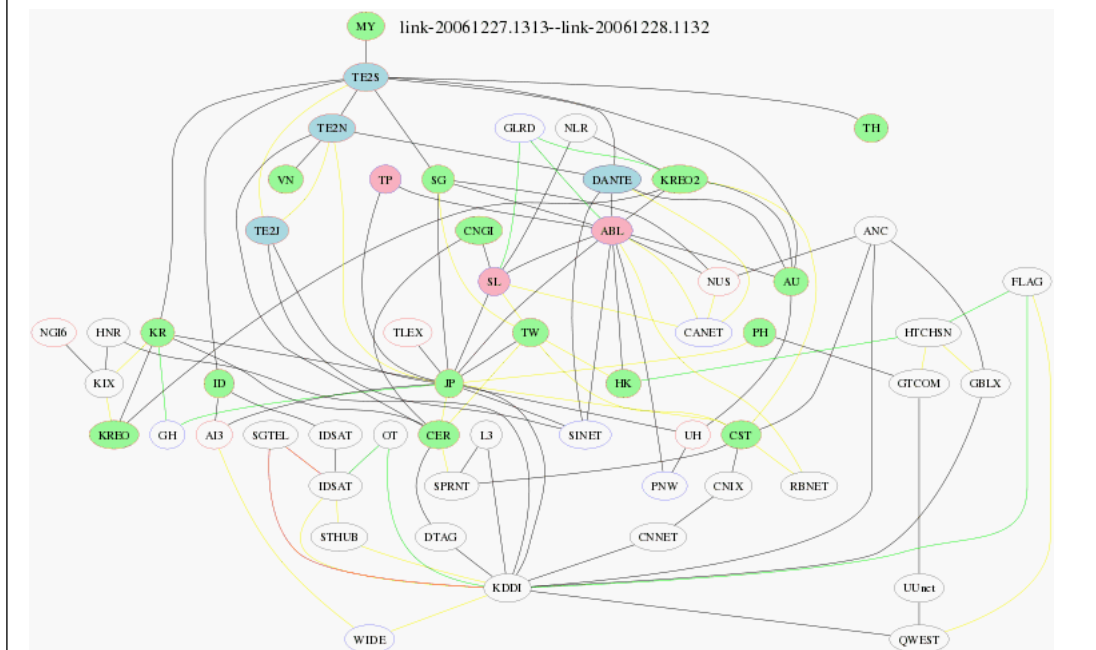 MY
link-20061227.1313--link-20061228.1132
TE2S
TE2N
GLRD
NLR
TH
VN
TP
SG
DANTE
KREO2
TE2J
CNGI
ABL
ANC
SL
NUS
AU
FLAG
NGI6
HNR
KR
TLEX
TW
CANET
PH
HTCHSN
KIX
ID
JP
HK
GTCOM
GBLX
KREO
GH
AI3
SGTEL
IDSAT
OT
CER
L3
SINET
UH
CST
IDSAT
SPRNT
PNW
CNIX
RBNET
STHUB
DTAG
CNNET
KDDI
UUnet
WIDE
QWEST